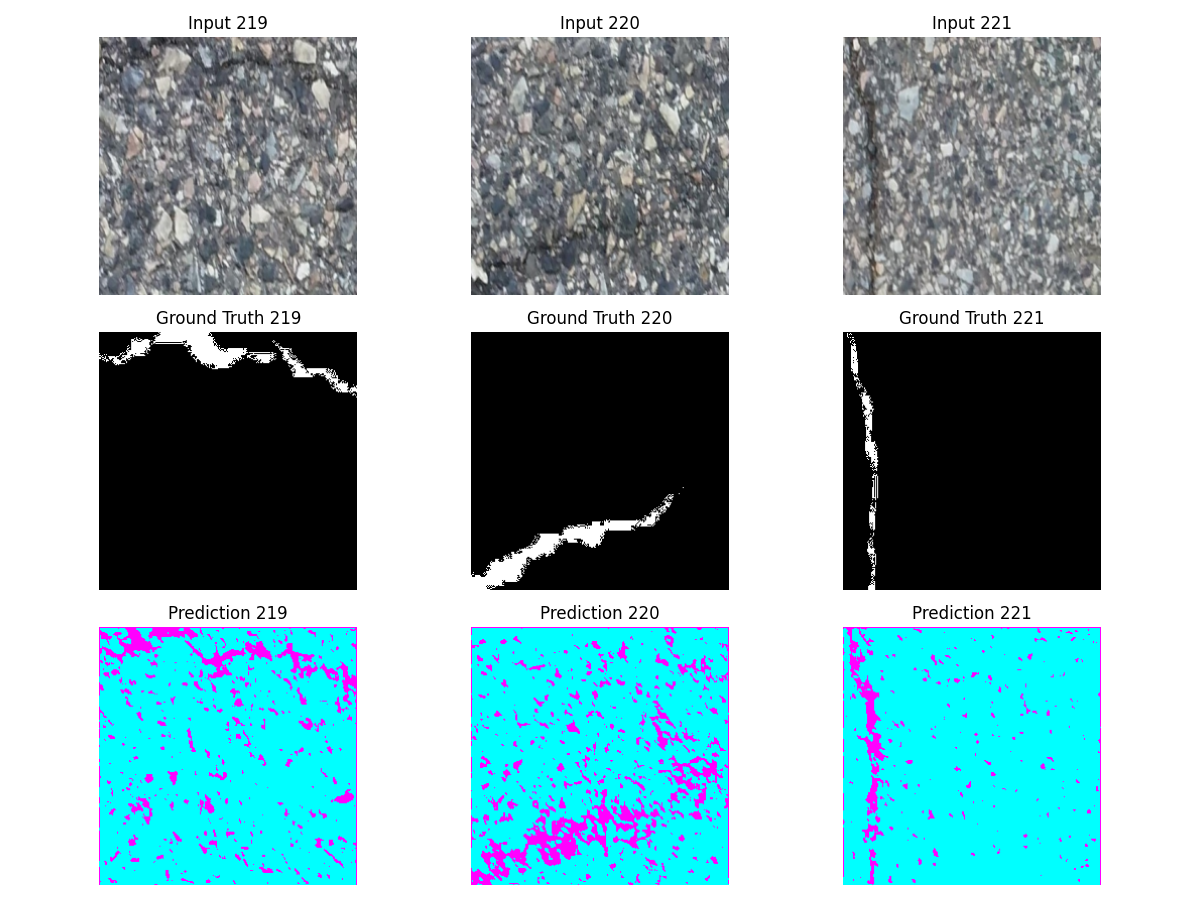 Input 219
Input 220
Input 221
Ground Truth 219
Ground Truth 220
Ground Truth 221
Prediction 219
Prediction 220
Prediction 221